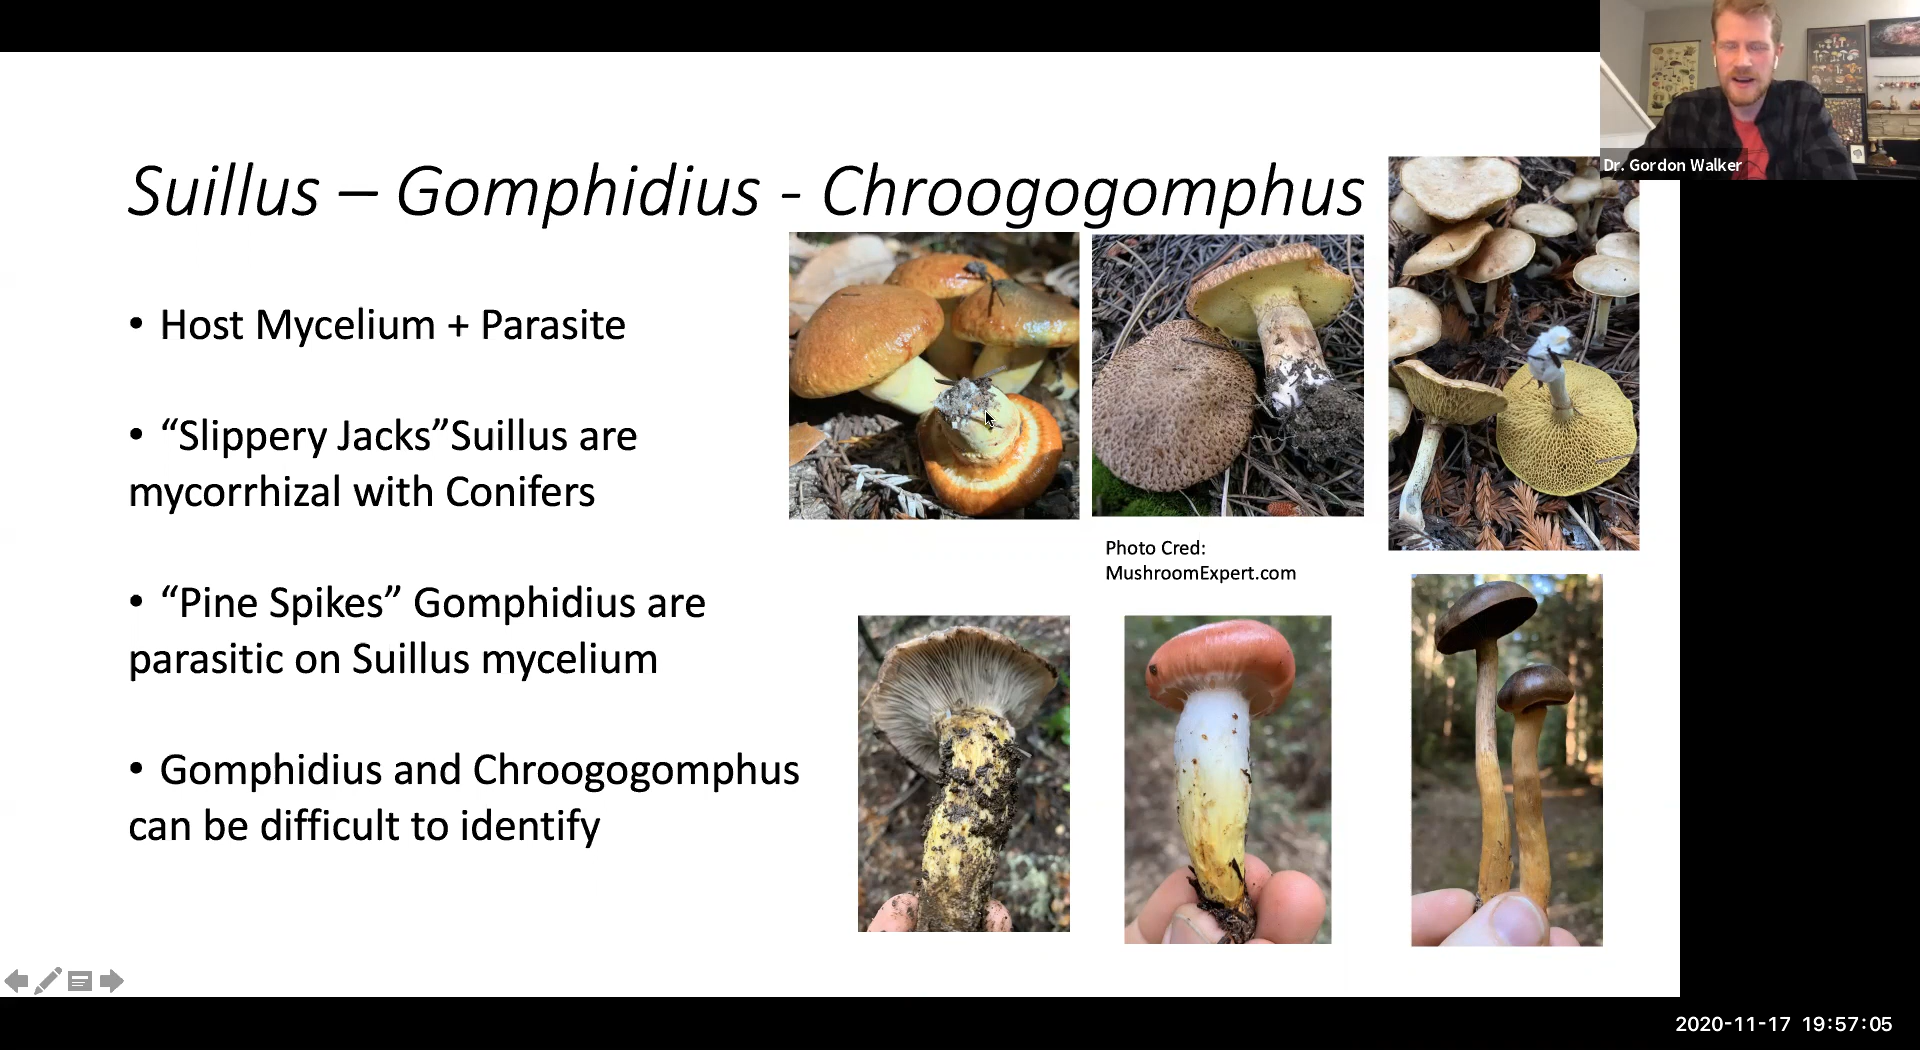 Dr. Gordon Walker
Suillus – Gomphidius - Chroogogomphus
• Host Mycelium + Parasite
• “Slippery Jacks”Suillus are
mycorrhizal with Conifers
• “Pine Spikes” Gomphidius are
parasitic on Suillus mycelium
• Gomphidius and Chroogogomphus
can be difficult to identify
Photo Cred:
MushroomExpert.com
2020-11-17 19:57:05